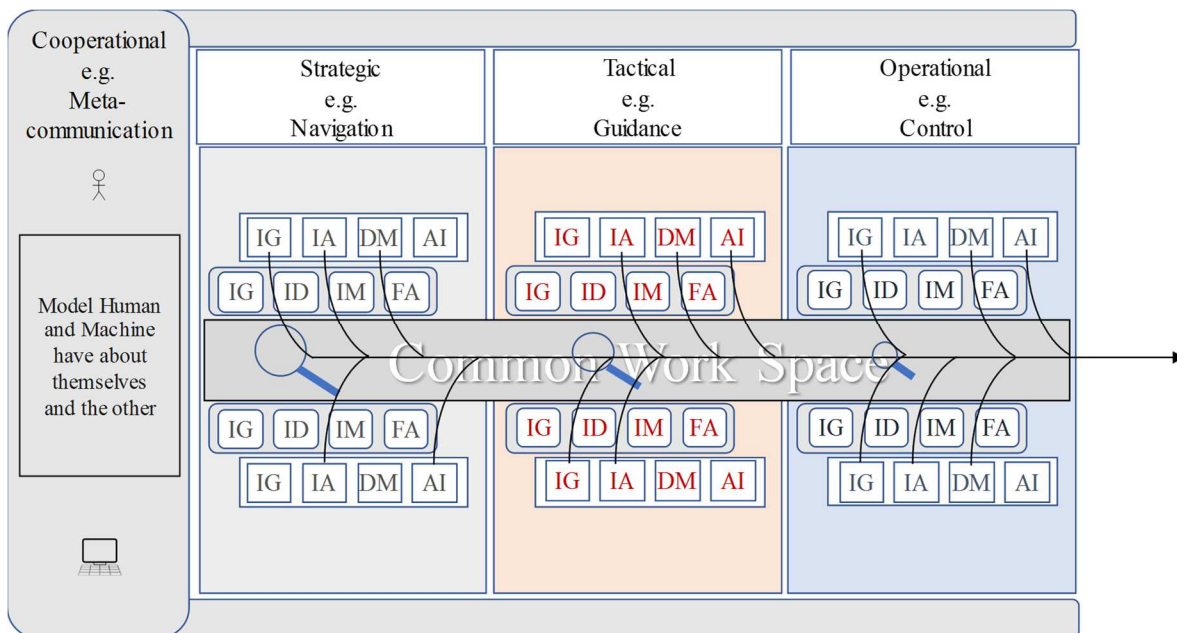 Cooperational
e.g.
Meta-
communication
Model Human
and Machine
have about
themselves
and the other
Strategic
e.g.
Navigation
Tactical
e.g.
Guidance
Operational
e.g.
Control
IG IA DM AI
IG IA DM AI
IG IA DM AI
IG ID IM FA
IG ID IM FA
IG ID IM FA
Common Work Space
IG ID IM FA
IG ID IM FA
IG ID IM FA
IG IA DM AI
IG IA DM AI
IG IA DM AI